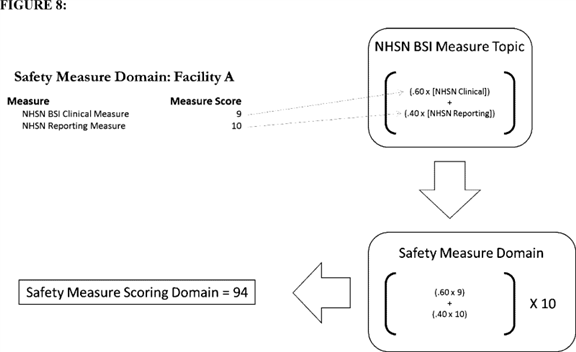 FIGURE 8:
NHSN BSI Measure Topic
(.60 x [NHSN Clinical])
+
(.40 x [NHSN Reporting])
Safety Measure Domain: Facility A
Measure Measure Score
NHSN BSI Clinical Measure 9
NHSN Reporting Measure 10
Safety Measure Domain
(.60 x 9)
+
(.40 x 10)
X 10
Safety Measure Scoring Domain = 94